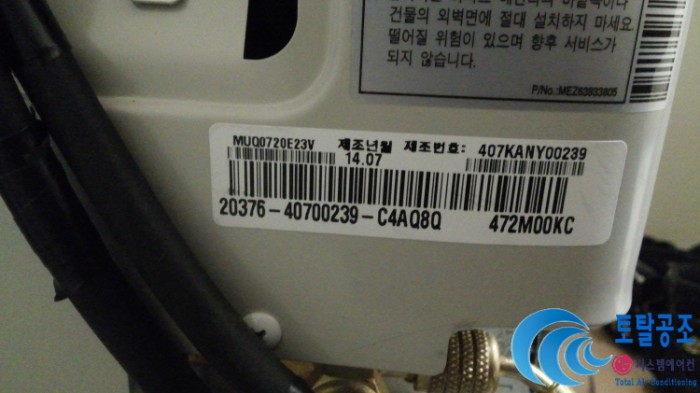 건물의 외벽면에 절대 설치하지 마세요.
떨어질 위험이 있으며 향후 서비스가
되지 않습니다.
P/No.: MEZ63933805
MUQ0720E23V 제조년월 제조번호: 407KANY00239
14.07
20376-40700239-C4AQ8Q 472M00KC
토탈공조
LG시스템에어컨
Total Air Conditioning